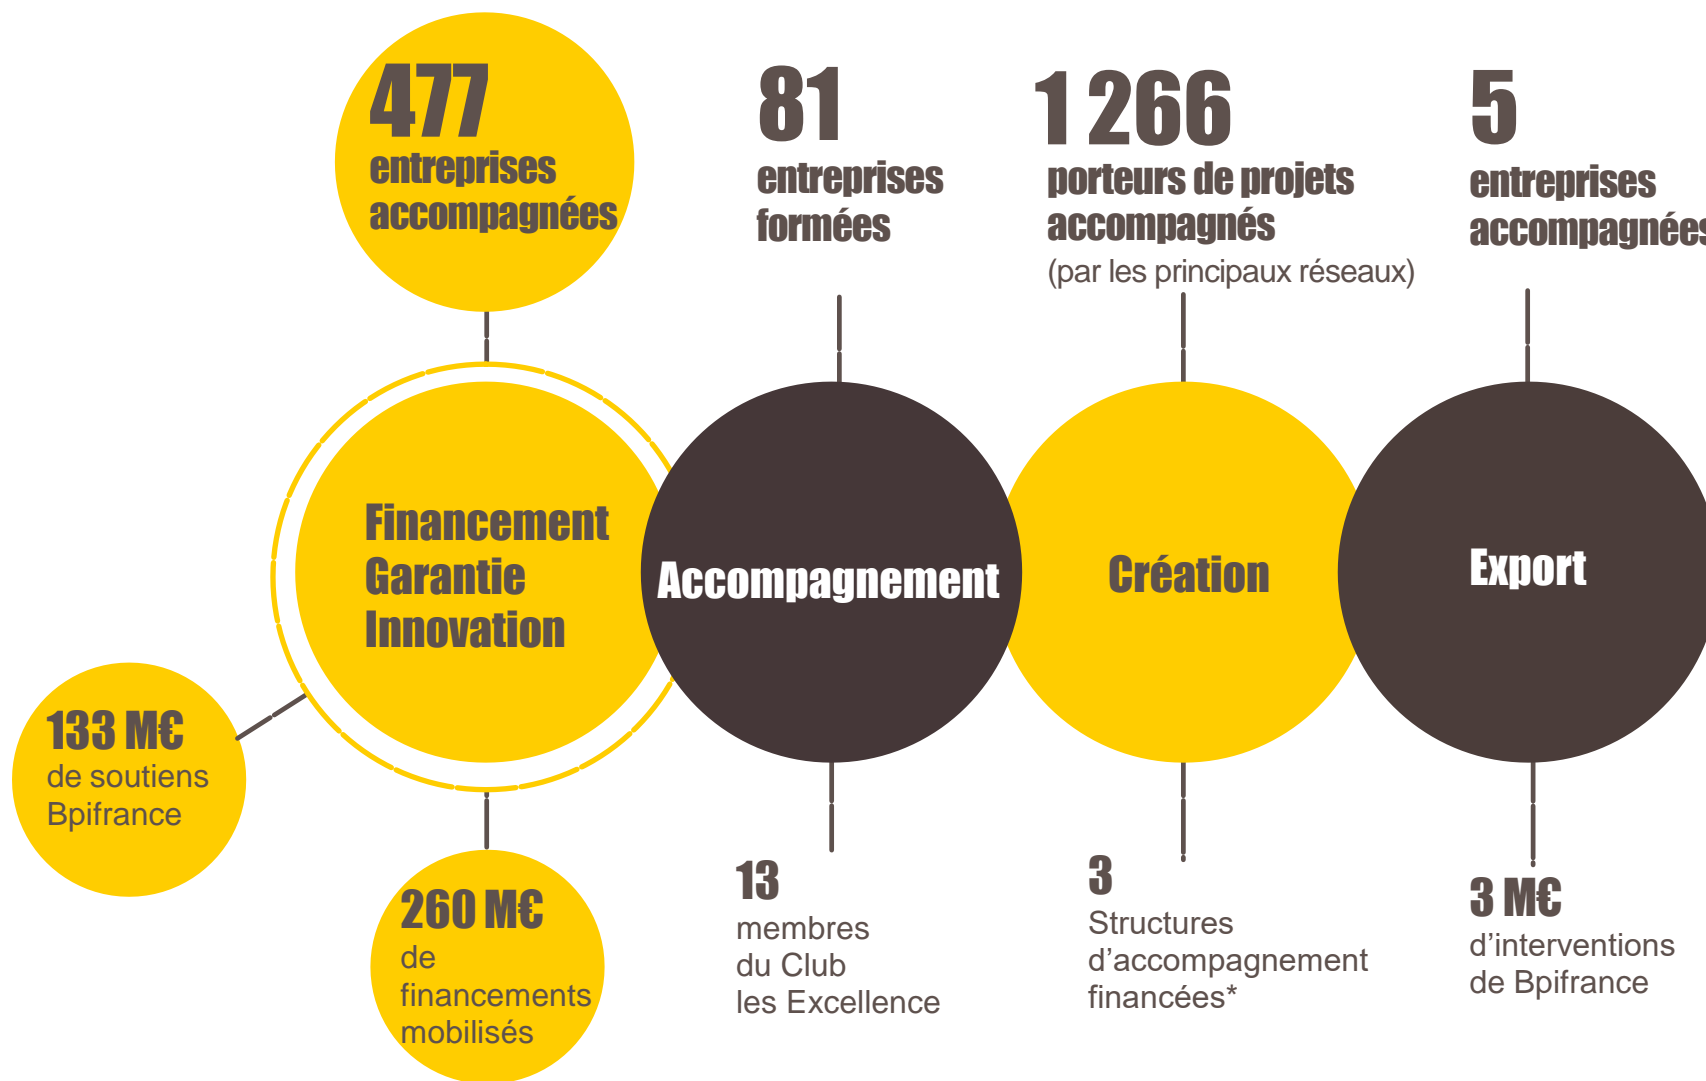 477
entreprises
accompagnées
81
entreprises
formées
1 266
porteurs de projets
accompagnés
(par les principaux réseaux)
5
entreprises
accompagnées
Financement
Garantie
Innovation
Accompagnement
Création
Export
133 M€
de soutiens
Bpifrance
260 M€
de
financements
mobilisés
13
membres
du Club
les Excellence
3
Structures
d’accompagnement
financées*
3 M€
d’interventions
de Bpifrance